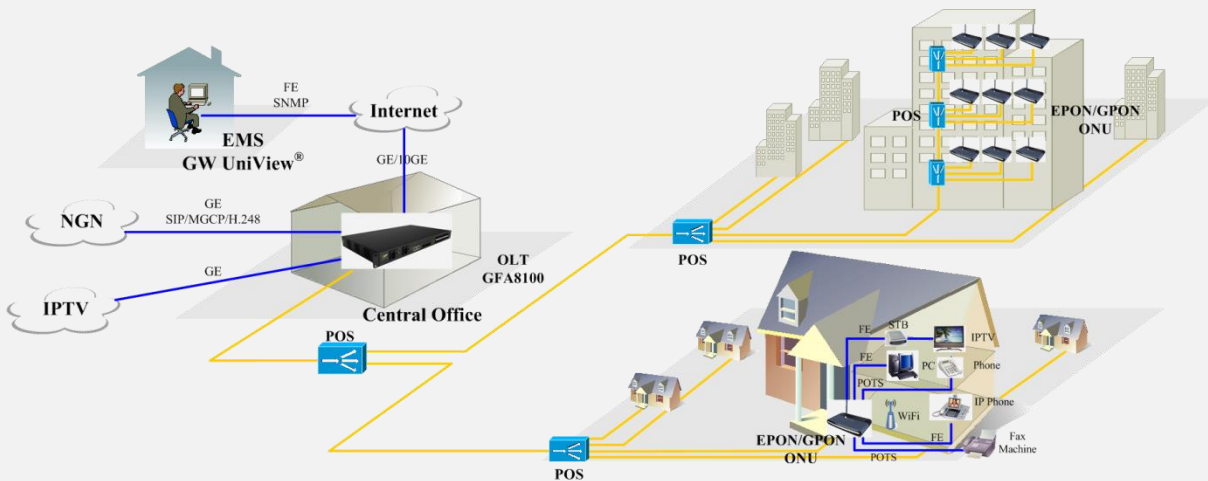 FE
SNMP
Internet
EMS
GW UniView®
GE/10GE
NGN
GE
SIP/MGCP/H.248
GE
IPTV
OLT
GFA8100
Central Office
POS
POS
POS
EPON/GPON
ONU
POS
FE
STB
IPTV
FE
PC
Phone
POTS
WiFi
IP Phone
EPON/GPON
ONU
FE
POTS
Fax
Machine